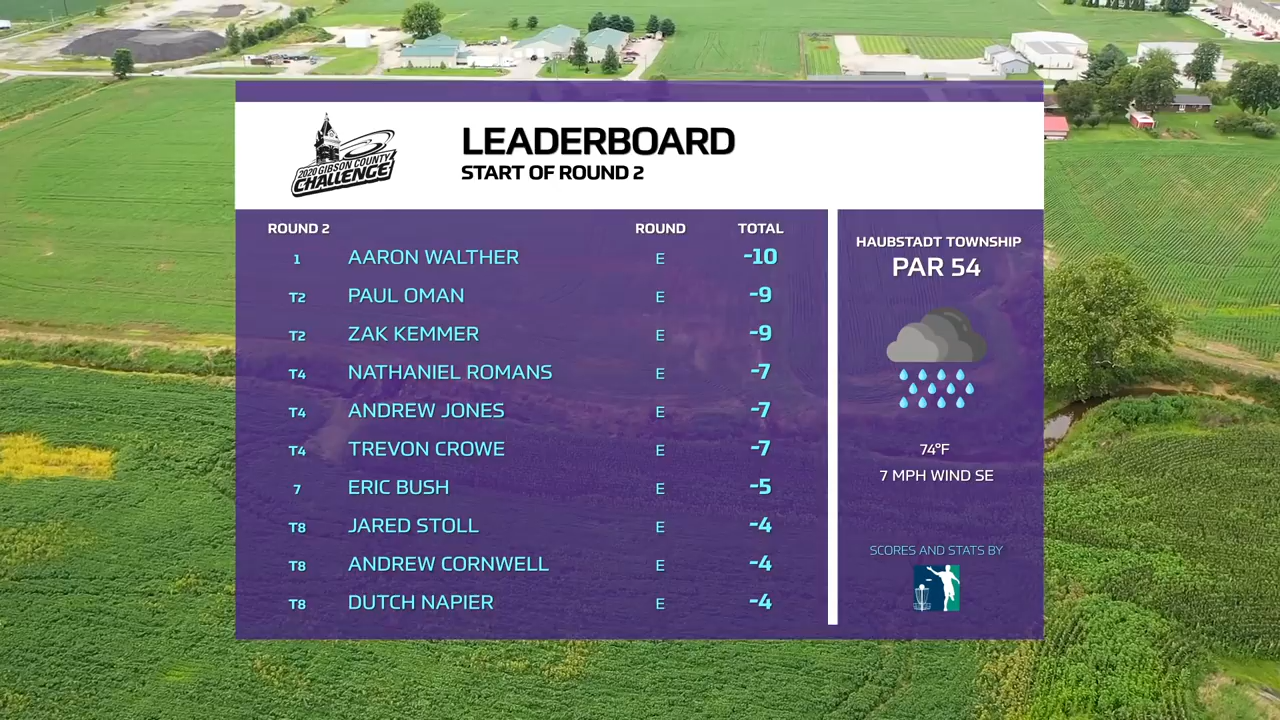 2020 GIBSON COUNTY
CHALLENGE
LEADERBOARD
START OF ROUND 2
ROUND 2 ROUND TOTAL
1 AARON WALTHER E -10
T2 PAUL OMAN E -9
T2 ZAK KEMMER E -9
T4 NATHANIEL ROMANS E -7
T4 ANDREW JONES E -7
T4 TREVON CROWE E -7
7 ERIC BUSH E -5
T8 JARED STOLL E -4
T8 ANDREW CORNWELL E -4
T8 DUTCH NAPIER E -4
HAUBSTADT TOWNSHIP
PAR 54
74°F
7 MPH WIND SE
SCORES AND STATS BY